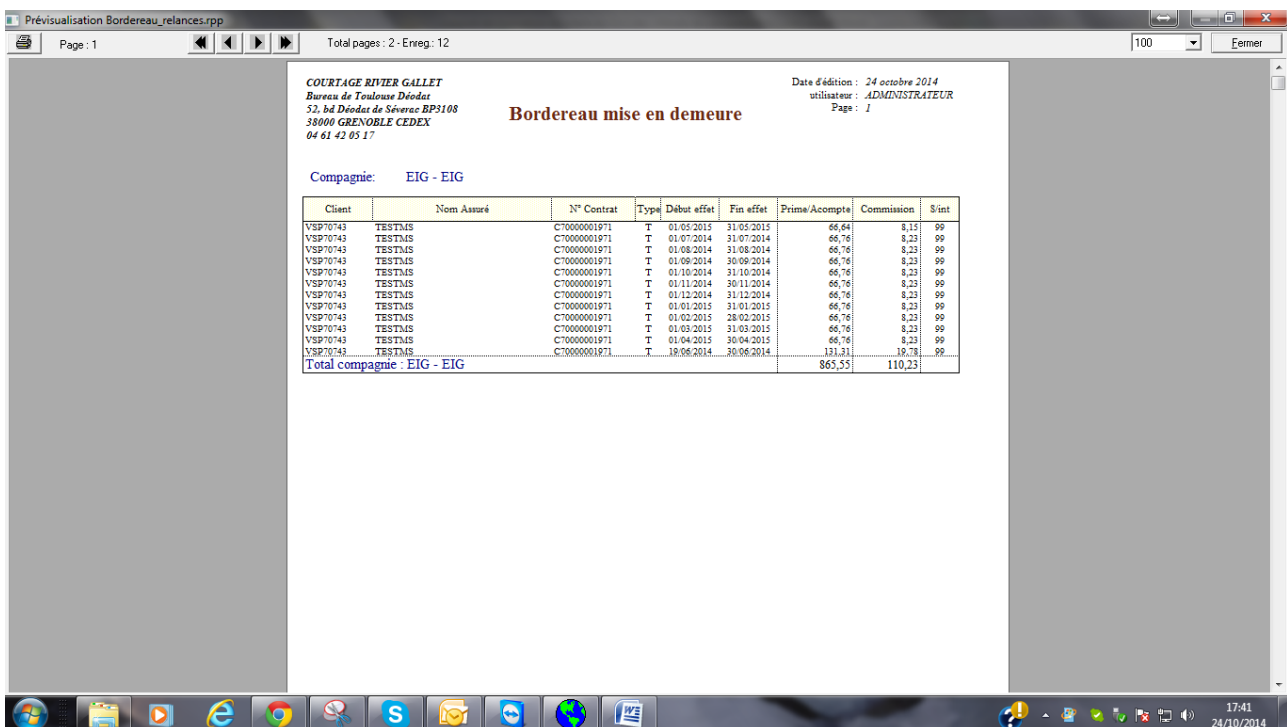 Prévisualisation Bordereau_relances.rpp
Page : 1 Total pages : 2 - Enreg.: 12 100 Fermer
COURTAGE RIVIER GALLET
Bureau de Toulouse Déodat
52, bd Déodat de Séverac BP3108
38000 GRENOBLE CEDEX
04 61 42 05 17
Bordereau mise en demeure
Date d'édition : 24 octobre 2014
utilisateur : ADMINISTRATEUR
Page : 1
Compagnie: EIG - EIG
Client Nom Assuré N° Contrat Type Début effet Fin effet Prime/Acompte Commission S/int
VSP70743 TESTMS C70000001971 T 01/05/2015 31/05/2015 66,64 8,15 99
VSP70743 TESTMS C70000001971 T 01/07/2014 31/07/2014 66,76 8,23 99
VSP70743 TESTMS C70000001971 T 01/08/2014 31/08/2014 66,76 8,23 99
VSP70743 TESTMS C70000001971 T 01/09/2014 30/09/2014 66,76 8,23 99
VSP70743 TESTMS C70000001971 T 01/10/2014 31/10/2014 66,76 8,23 99
VSP70743 TESTMS C70000001971 T 01/11/2014 30/11/2014 66,76 8,23 99
VSP70743 TESTMS C70000001971 T 01/12/2014 31/12/2014 66,76 8,23 99
VSP70743 TESTMS C70000001971 T 01/01/2015 31/01/2015 66,76 8,23 99
VSP70743 TESTMS C70000001971 T 01/02/2015 28/02/2015 66,76 8,23 99
VSP70743 TESTMS C70000001971 T 01/03/2015 31/03/2015 66,76 8,23 99
VSP70743 TESTMS C70000001971 T 01/04/2015 30/04/2015 66,76 8,23 99
VSP70743 TESTMS C70000001971 T 19/06/2014 30/06/2014 131,31 19,78 99
Total compagnie : EIG - EIG 865,55 110,23
17:41
24/10/2014